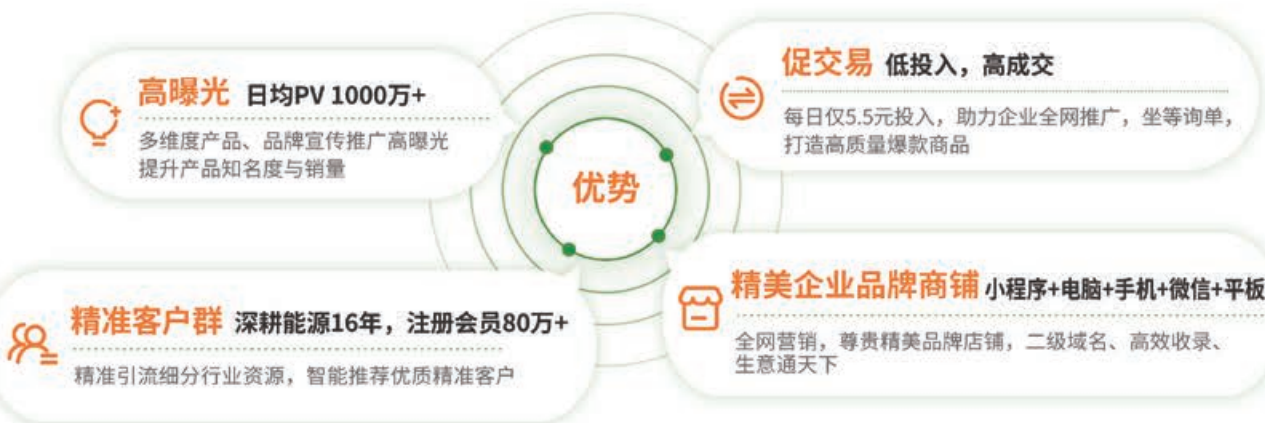 高曝光 日均PV 1000万+
多维度产品、品牌宣传推广高曝光
提升产品知名度与销量
促交易 低投入，高成交
每日仅5.5元投入，助力企业全网推广，坐等询单，
打造高质量爆款商品
优势
精准客户群 深耕能源16年，注册会员80万+
精准引流细分行业资源，智能推荐优质精准客户
精美企业品牌商铺 小程序+电脑+手机+微信+平板
全网营销，尊贵精美品牌店铺，二级域名、高效收录、
生意通天下